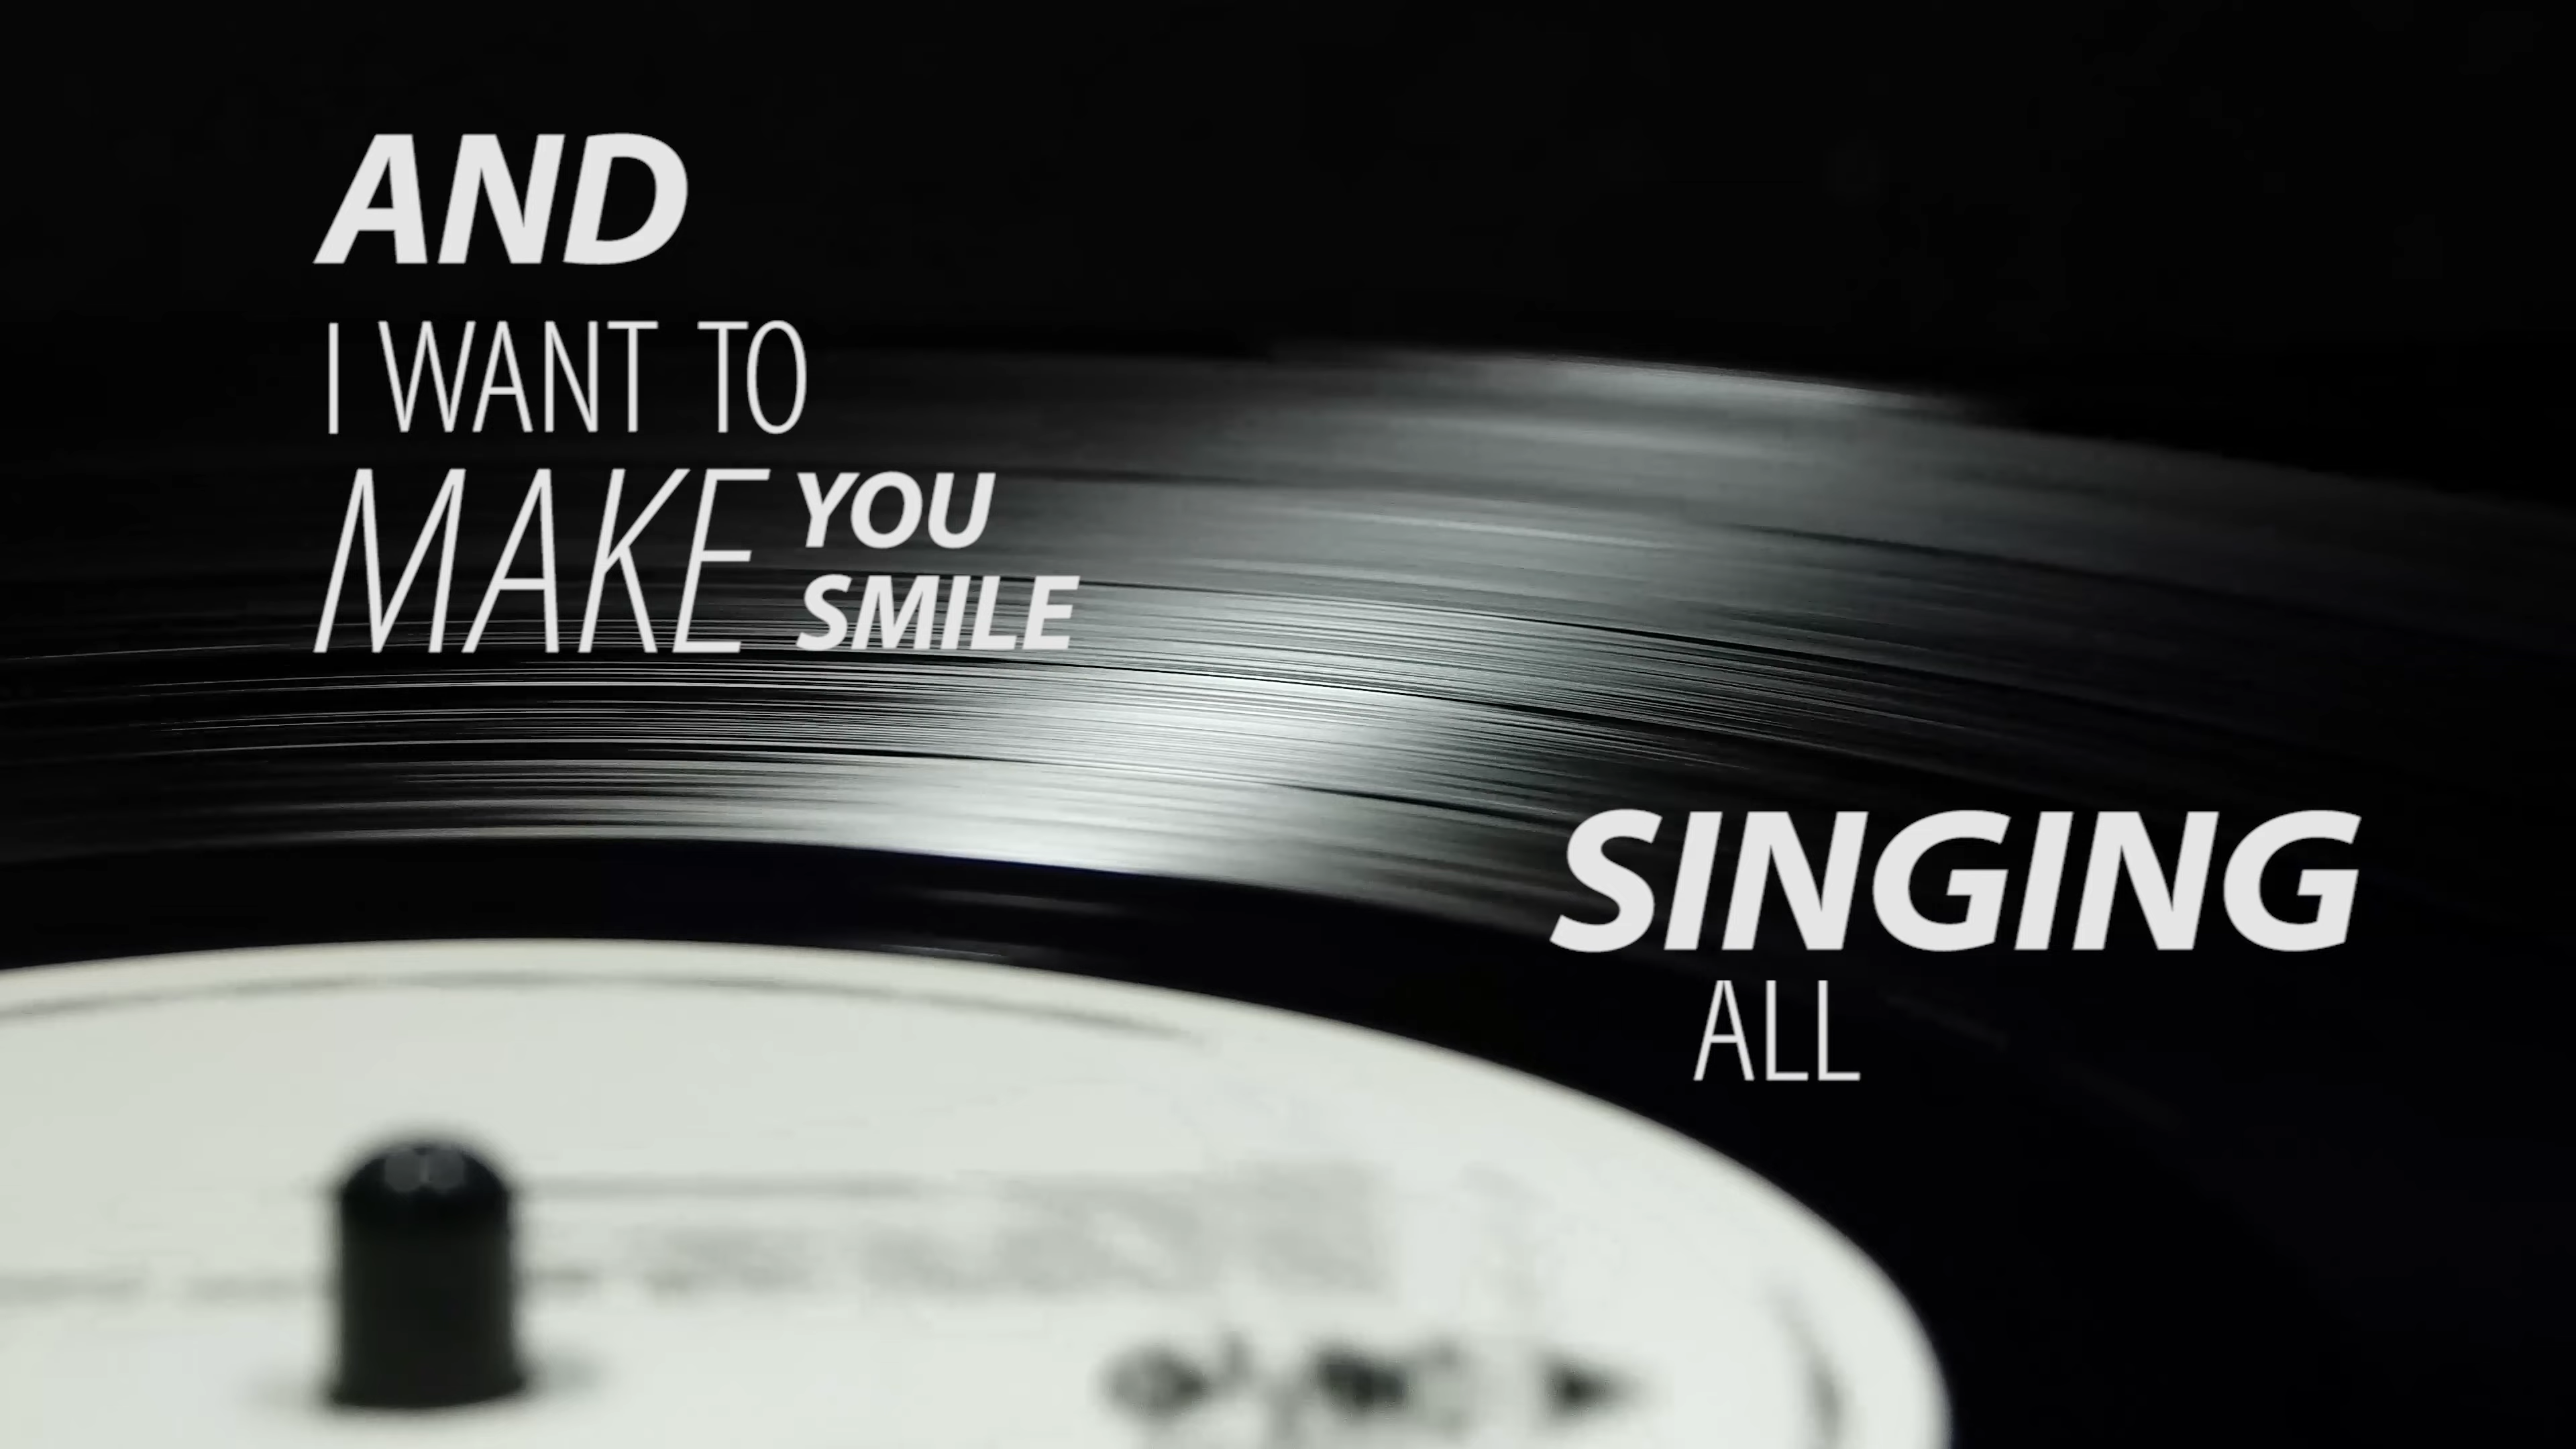 AND
I WANT TO
MAKE YOU
SMILE
SINGING
ALL